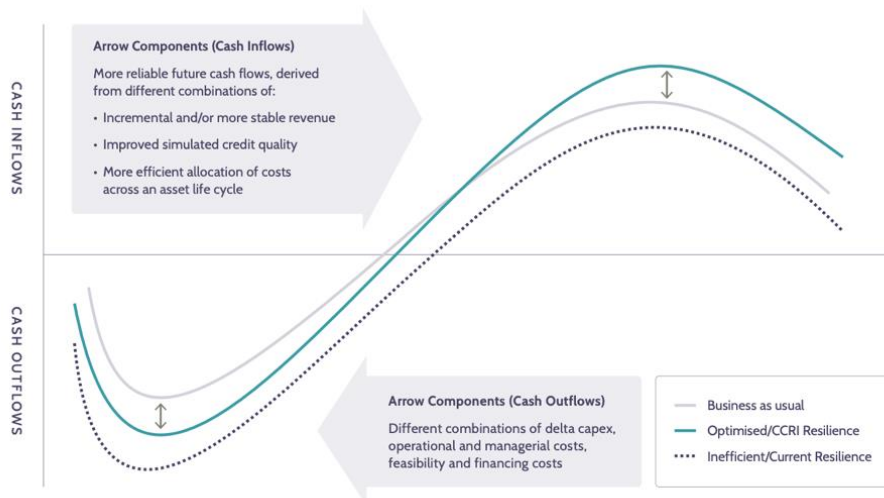 CASH INFLOWS
Arrow Components (Cash Inflows)
More reliable future cash flows, derived
from different combinations of:
• Incremental and/or more stable revenue
• Improved simulated credit quality
• More efficient allocation of costs
across an asset life cycle
CASH OUTFLOWS
Arrow Components (Cash Outflows)
Different combinations of delta capex,
operational and managerial costs,
feasibility and financing costs
Business as usual
Optimised/CCRI Resilience
Inefficient/Current Resilience